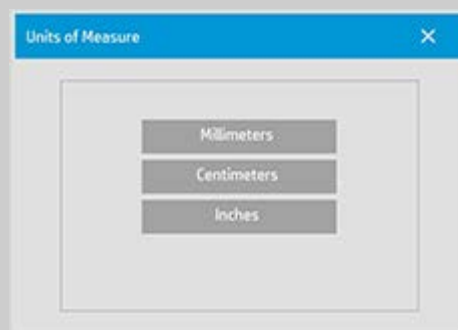 Units of Measure
Millimeters
Centimeters
Inches